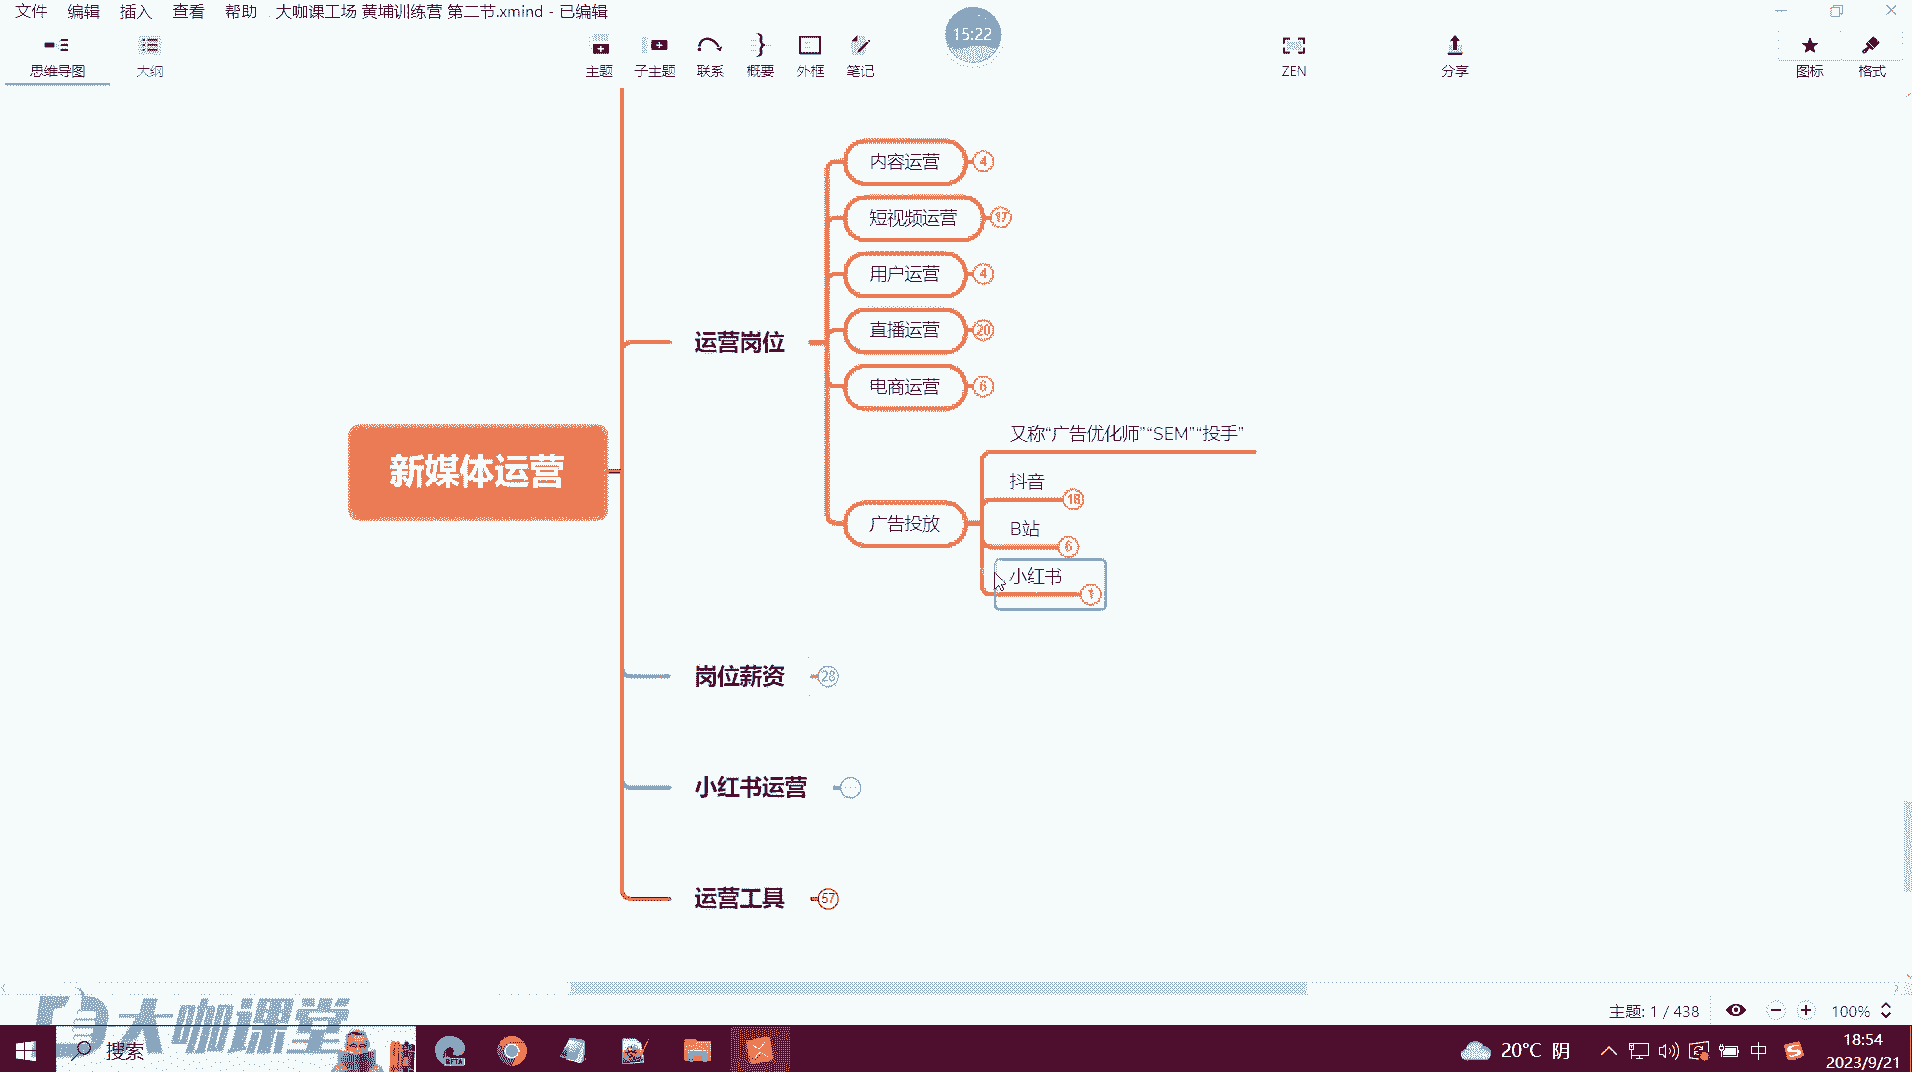 文件 编辑 插入 查看 帮助 大咖课工场 黄埔训练营 第二节.xmind - 已编辑
15:22
思维导图 大纲 主题 子主题 联系 概要 外框 笔记 ZEN 分享 图标 格式
内容运营 4
短视频运营 17
用户运营 4
直播运营 20
运营岗位
电商运营 6
又称“广告优化师”“SEM”“投手”
新媒体运营
抖音 18
广告投放
B站 6
小红书 1
岗位薪资 28
小红书运营
运营工具 57
主题: 1 / 438 100%
大咖课堂
搜索
BETA
20°C 阴
中
18:54
2023/9/21